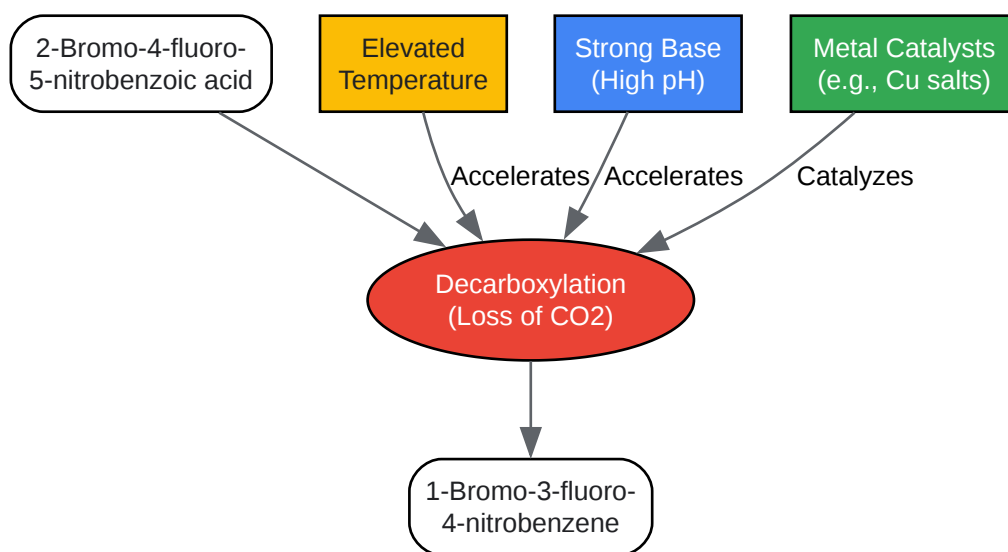 2-Bromo-4-fluoro-
5-nitrobenzoic acid
Elevated
Temperature
Strong Base
(High pH)
Metal Catalysts
(e.g., Cu salts)
Accelerates
Accelerates
Catalyzes
Decarboxylation
(Loss of CO2)
1-Bromo-3-fluoro-
4-nitrobenzene